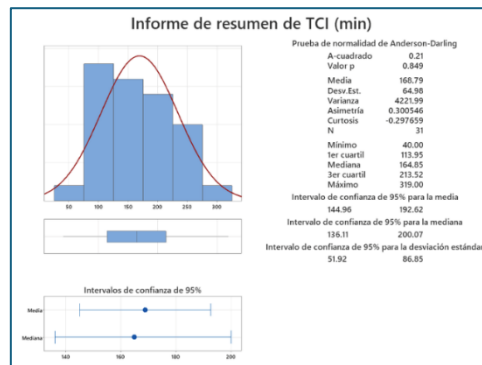 Informe de resumen de TCI (min)
Prueba de normalidad de Anderson-Darling
A-cuadrado 0.21
Valor p 0.849
Media 168.79
Desv.Est. 64.98
Varianza 4221.99
Asimetría 0.300546
Curtosis -0.297659
N 31
Mínimo 40.00
1er cuartil 113.95
Mediana 164.85
3er cuartil 213.52
Máximo 319.00
Intervalo de confianza de 95% para la media
144.96 192.62
Intervalo de confianza de 95% para la mediana
136.11 200.07
Intervalo de confianza de 95% para la desviación estándar
51.92 86.85
50 100 150 200 250 300
Intervalos de confianza de 95%
Media
Mediana
140 160 180 200